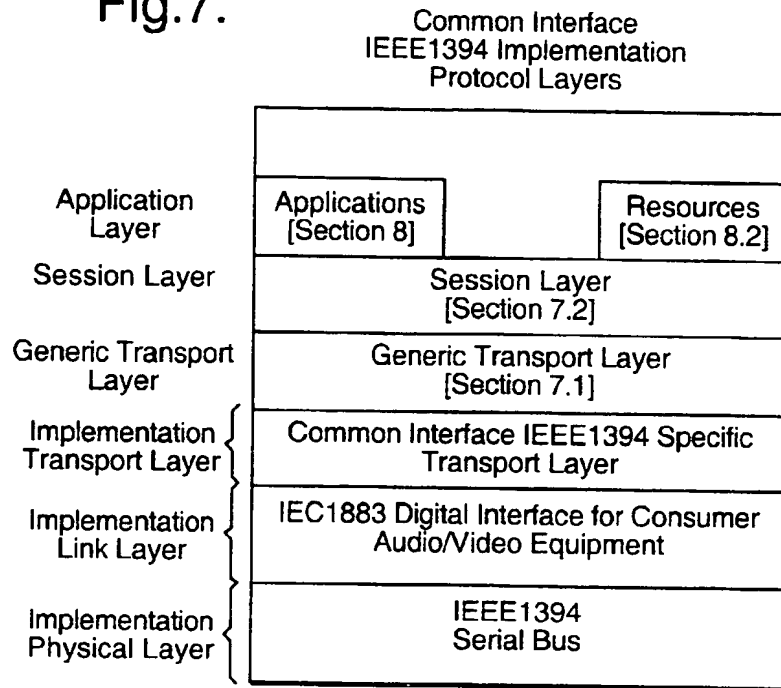 Fig.7.
Common Interface
IEEE1394 Implementation
Protocol Layers
Application
Layer
Applications
[Section 8]
Resources
[Section 8.2]
Session Layer
Session Layer
[Section 7.2]
Generic Transport
Layer
Generic Transport Layer
[Section 7.1]
Implementation
Transport Layer
Common Interface IEEE1394 Specific
Transport Layer
Implementation
Link Layer
IEC1883 Digital Interface for Consumer
Audio/Video Equipment
Implementation
Physical Layer
IEEE1394
Serial Bus